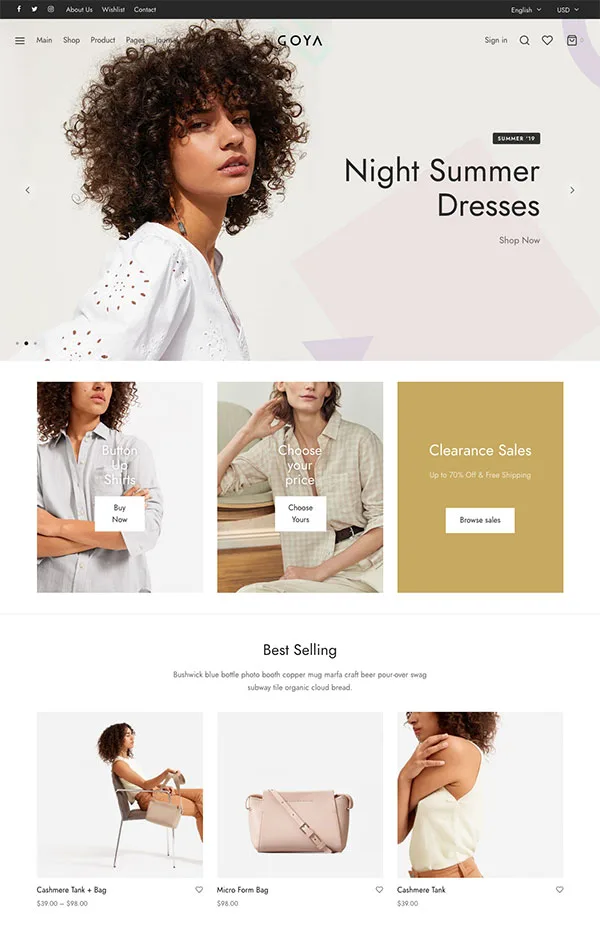 About Us Wishlist Contact English USD
Main Shop Product Pages
GOYA
Sign in
SUMMER '19
Night Summer
Dresses
Shop Now
Button
Up
Shirts
Buy
Now
Choose
your
price
Choose
Yours
Clearance Sales
Up to 70% Off & Free Shipping
Browse sales
Best Selling
Bushwick blue bottle photo booth copper mug marfa craft beer pour-over swag
subway tile organic cloud bread.
Cashmere Tank + Bag
$39.00 – $98.00
Micro Form Bag
$98.00
Cashmere Tank
$39.00